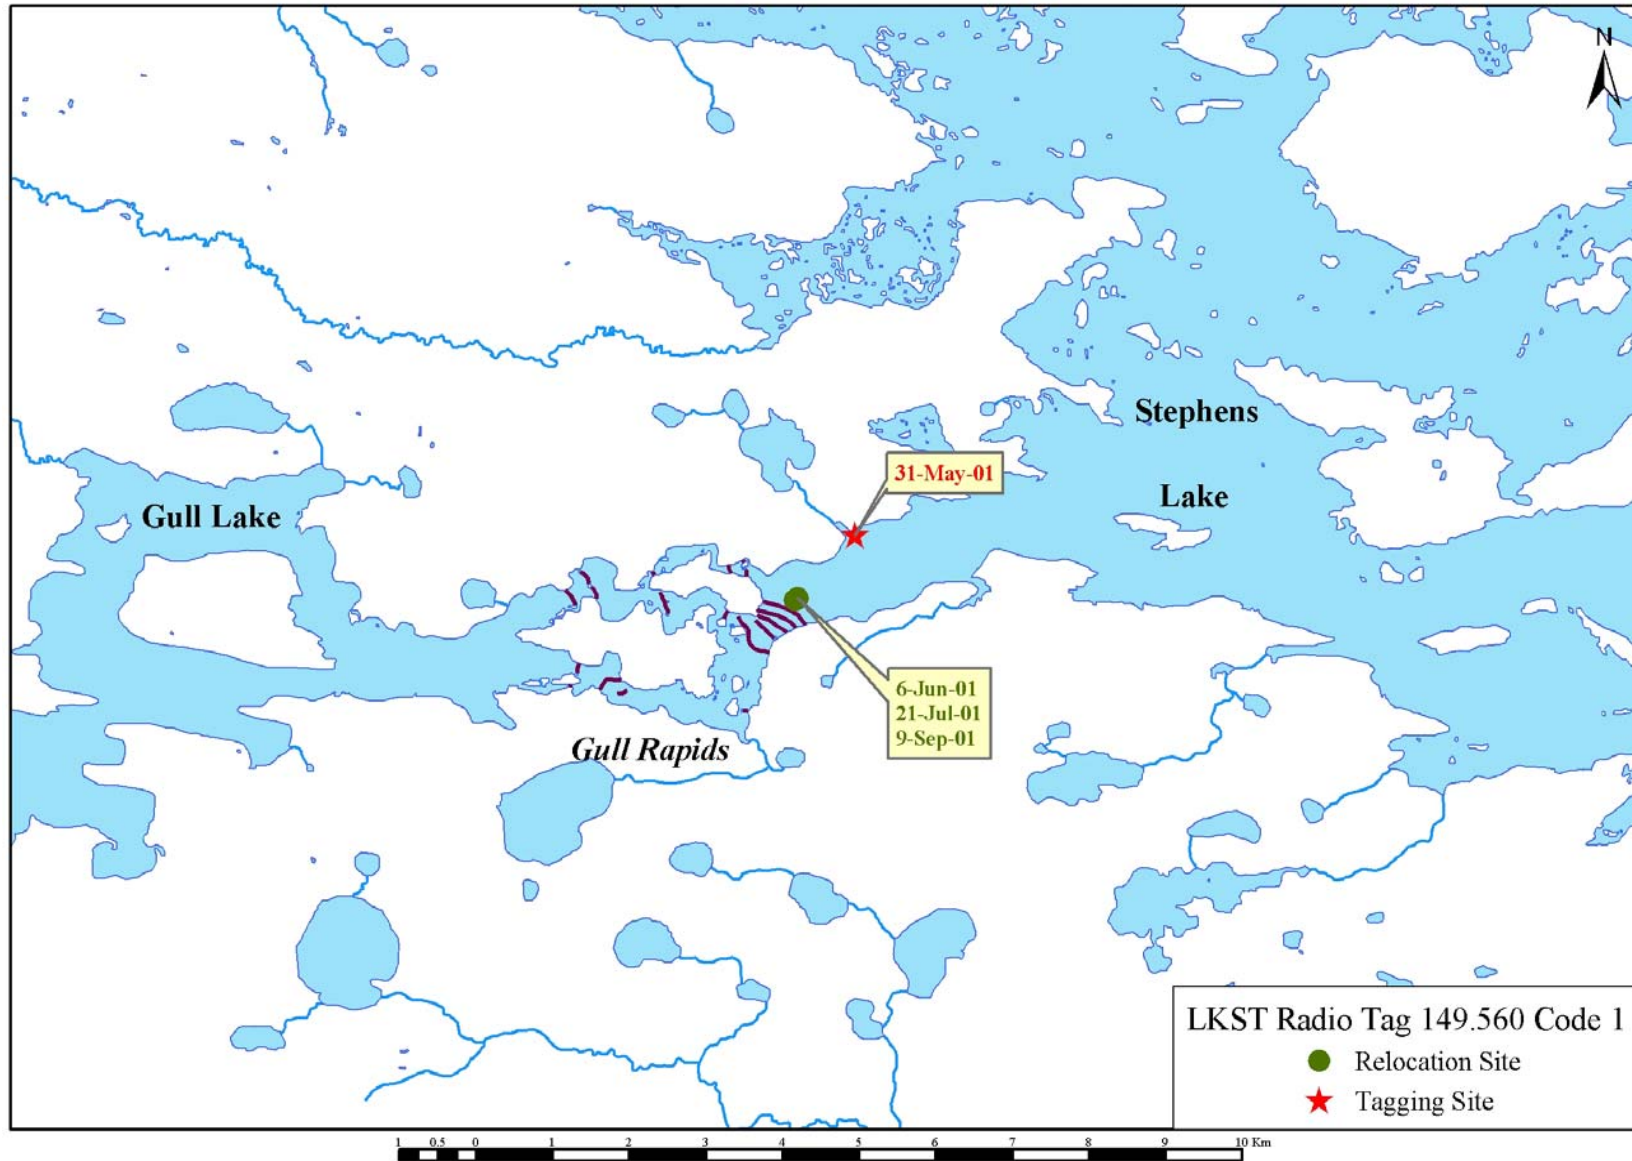 N
Stephens
31-May-01
Lake
Gull Lake
6-Jun-01
21-Jul-01
9-Sep-01
Gull Rapids
LKST Radio Tag 149.560 Code 1
Relocation Site
Tagging Site
1 0.5 0 1 2 3 4 5 6 7 8 9 10 Km